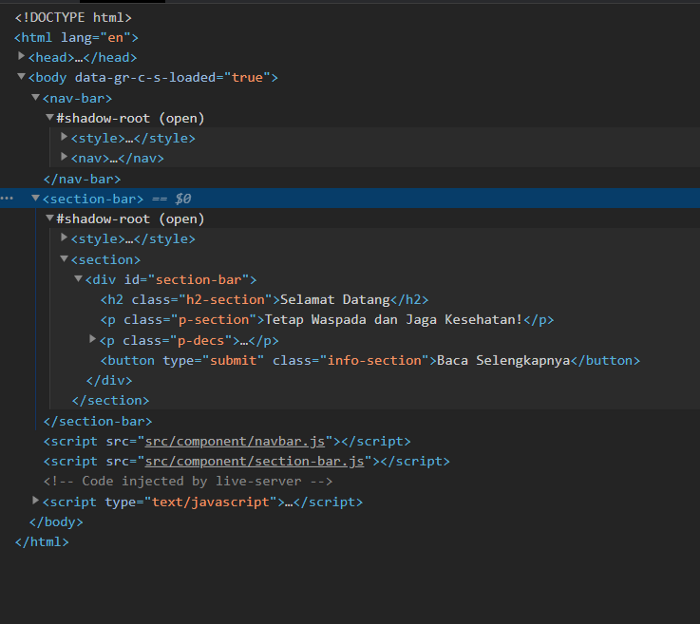 <!DOCTYPE html>
<html lang="en">
<head>…</head>
<body data-gr-c-s-loaded="true">
<nav-bar>
#shadow-root (open)
<style>…</style>
<nav>…</nav>
</nav-bar>
<section-bar> == $0
#shadow-root (open)
<style>…</style>
<section>
<div id="section-bar">
<h2 class="h2-section">Selamat Datang</h2>
<p class="p-section">Tetap Waspada dan Jaga Kesehatan!</p>
<p class="p-decs">…</p>
<button type="submit" class="info-section">Baca Selengkapnya</button>
</div>
</section>
</section-bar>
<script src="src/component/navbar.js"></script>
<script src="src/component/section-bar.js"></script>
<!-- Code injected by live-server -->
<script type="text/javascript">…</script>
</body>
</html>